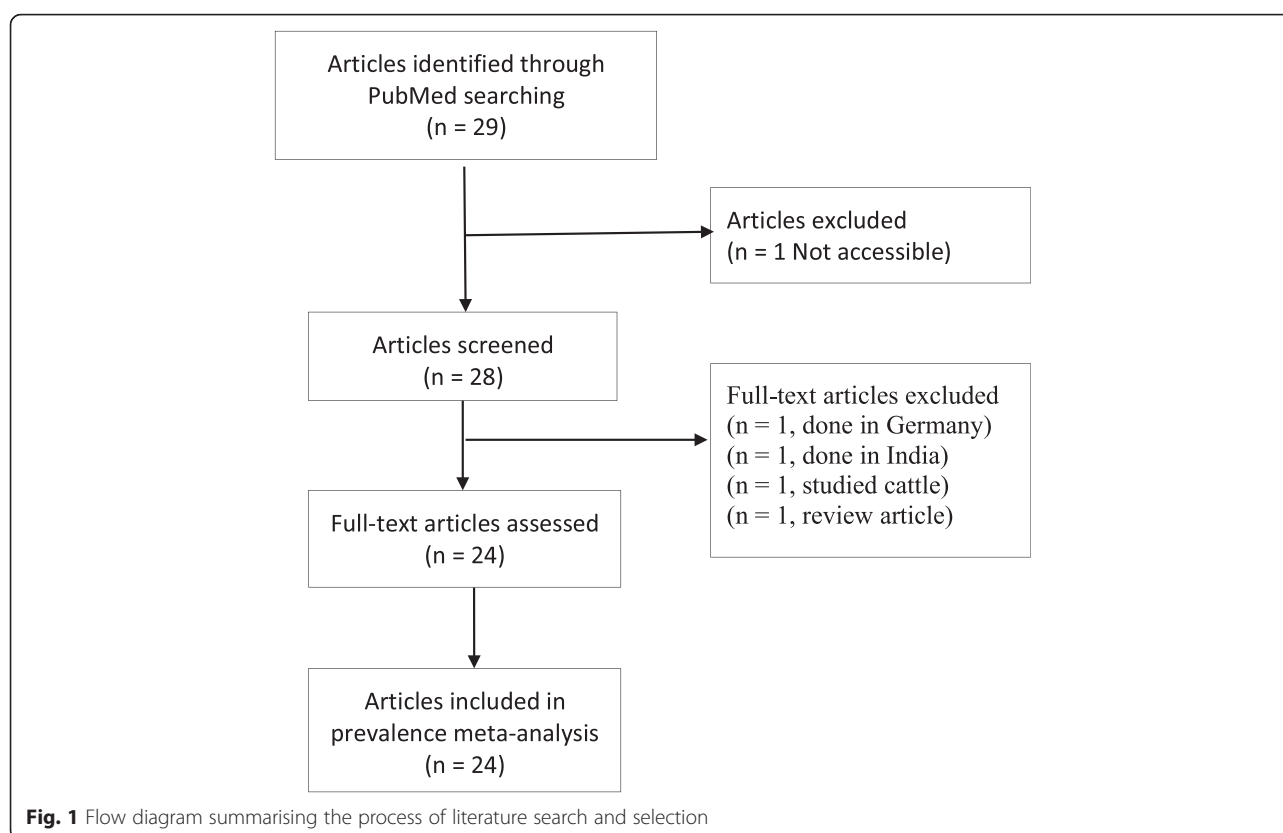 Articles identified through
PubMed searching
(n = 29)
Articles excluded
(n = 1 Not accessible)
Articles screened
(n = 28)
Full-text articles excluded
(n = 1, done in Germany)
(n = 1, done in India)
(n = 1, studied cattle)
(n = 1, review article)
Full-text articles assessed
(n = 24)
Articles included in
prevalence meta-analysis
(n = 24)
Fig. 1 Flow diagram summarising the process of literature search and selection